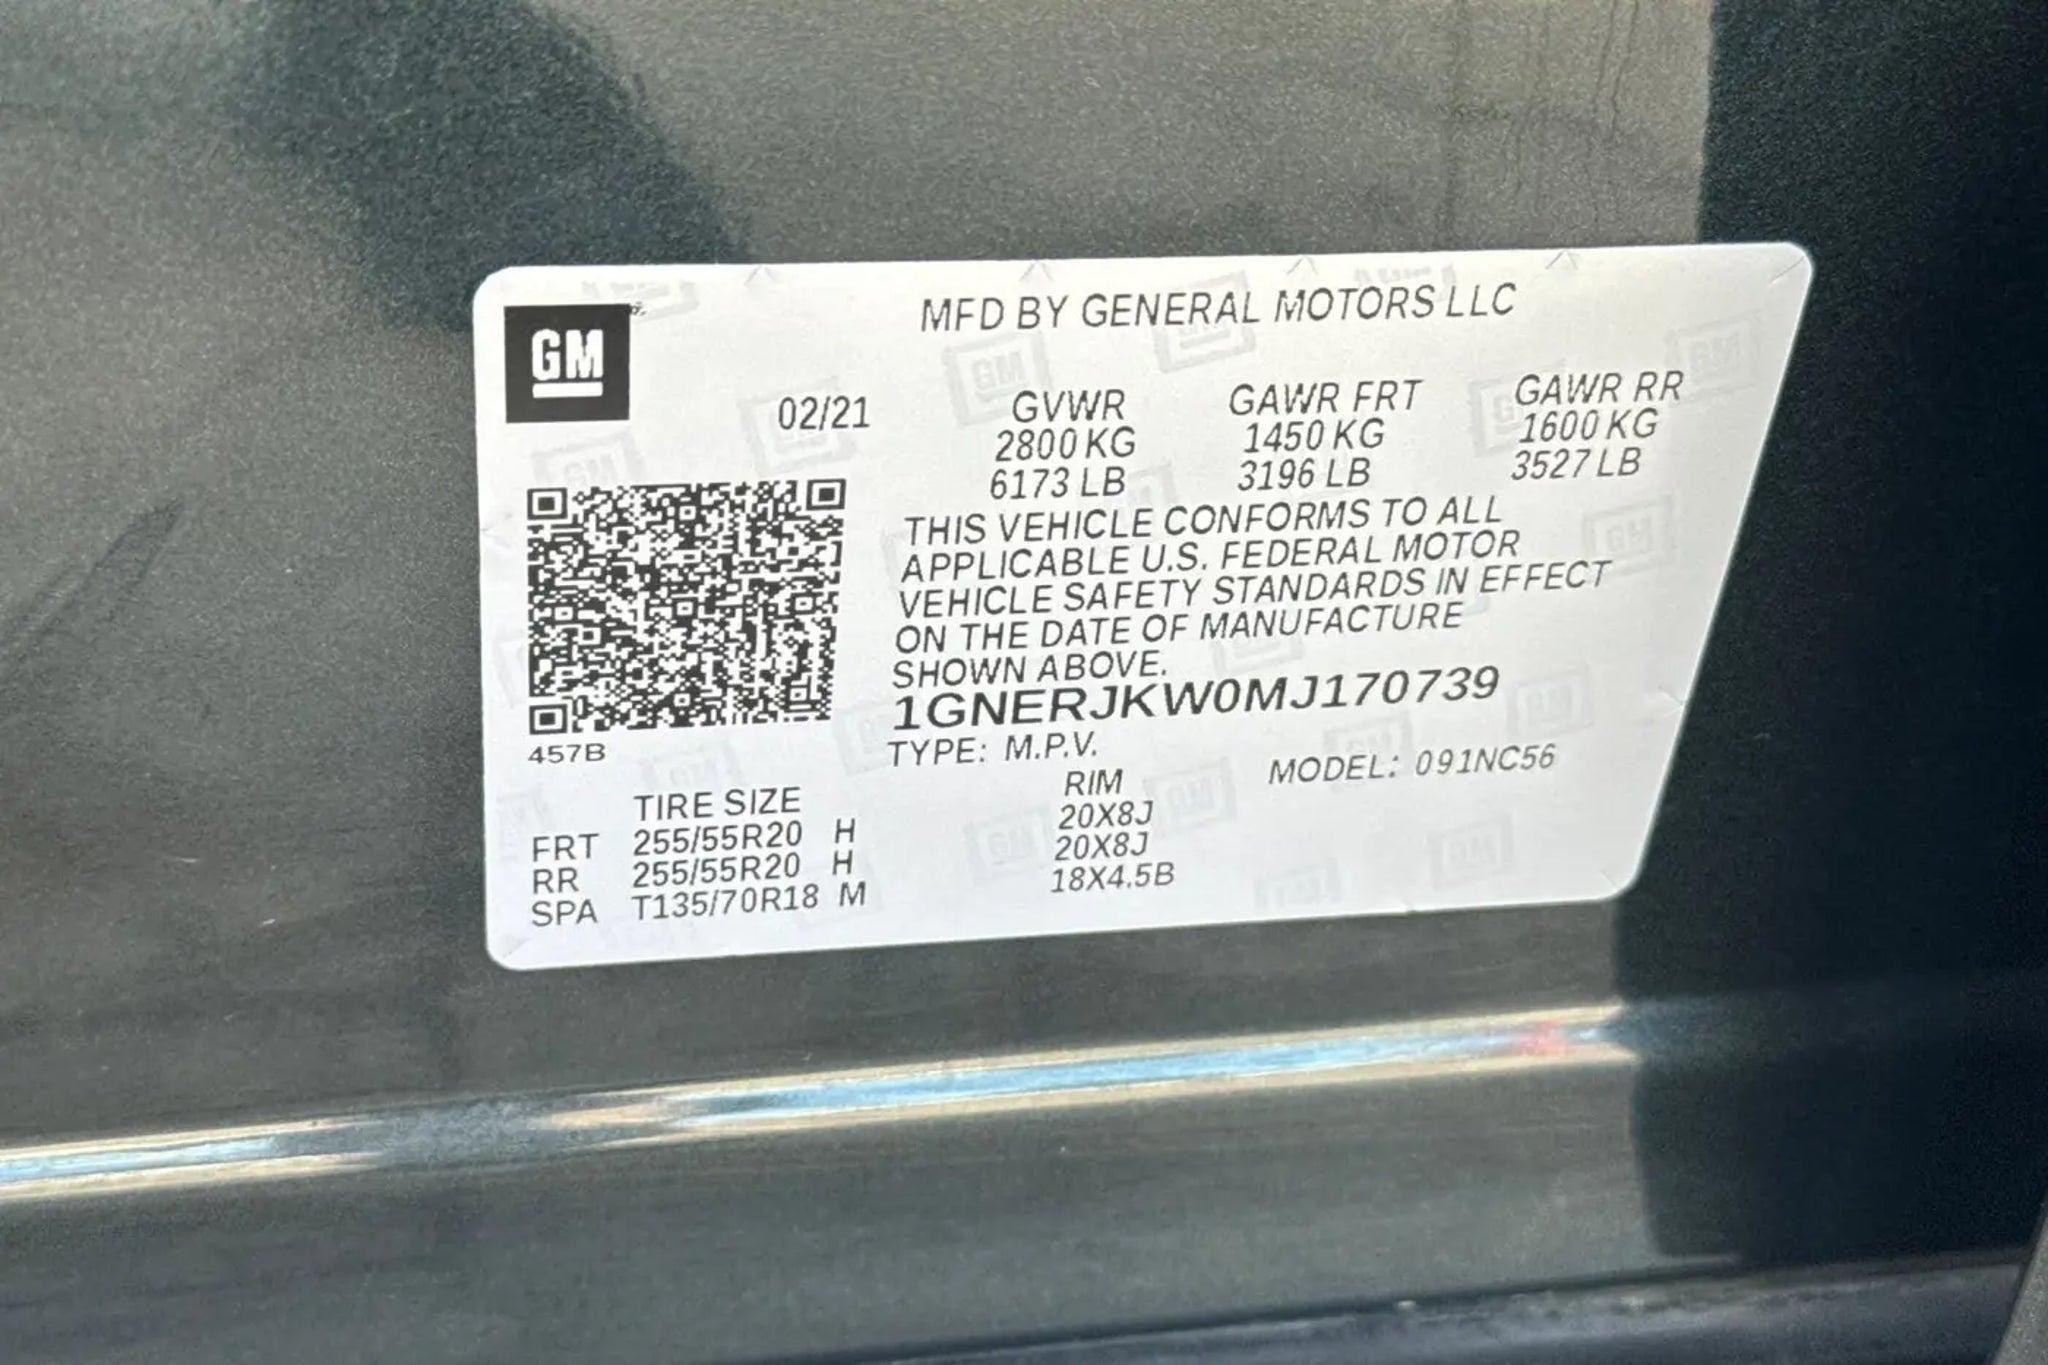 GM
MFD BY GENERAL MOTORS LLC
02/21
GVWR GAWR FRT GAWR RR
2800 KG 1450 KG 1600 KG
6173 LB 3196 LB 3527 LB
THIS VEHICLE CONFORMS TO ALL
APPLICABLE U.S. FEDERAL MOTOR
VEHICLE SAFETY STANDARDS IN EFFECT
ON THE DATE OF MANUFACTURE
SHOWN ABOVE.
1GNERJKW0MJ170739
457B
TYPE: M.P.V. MODEL: 091NC56
TIRE SIZE RIM
FRT 255/55R20 H 20X8J
RR 255/55R20 H 20X8J
SPA T135/70R18 M 18X4.5B